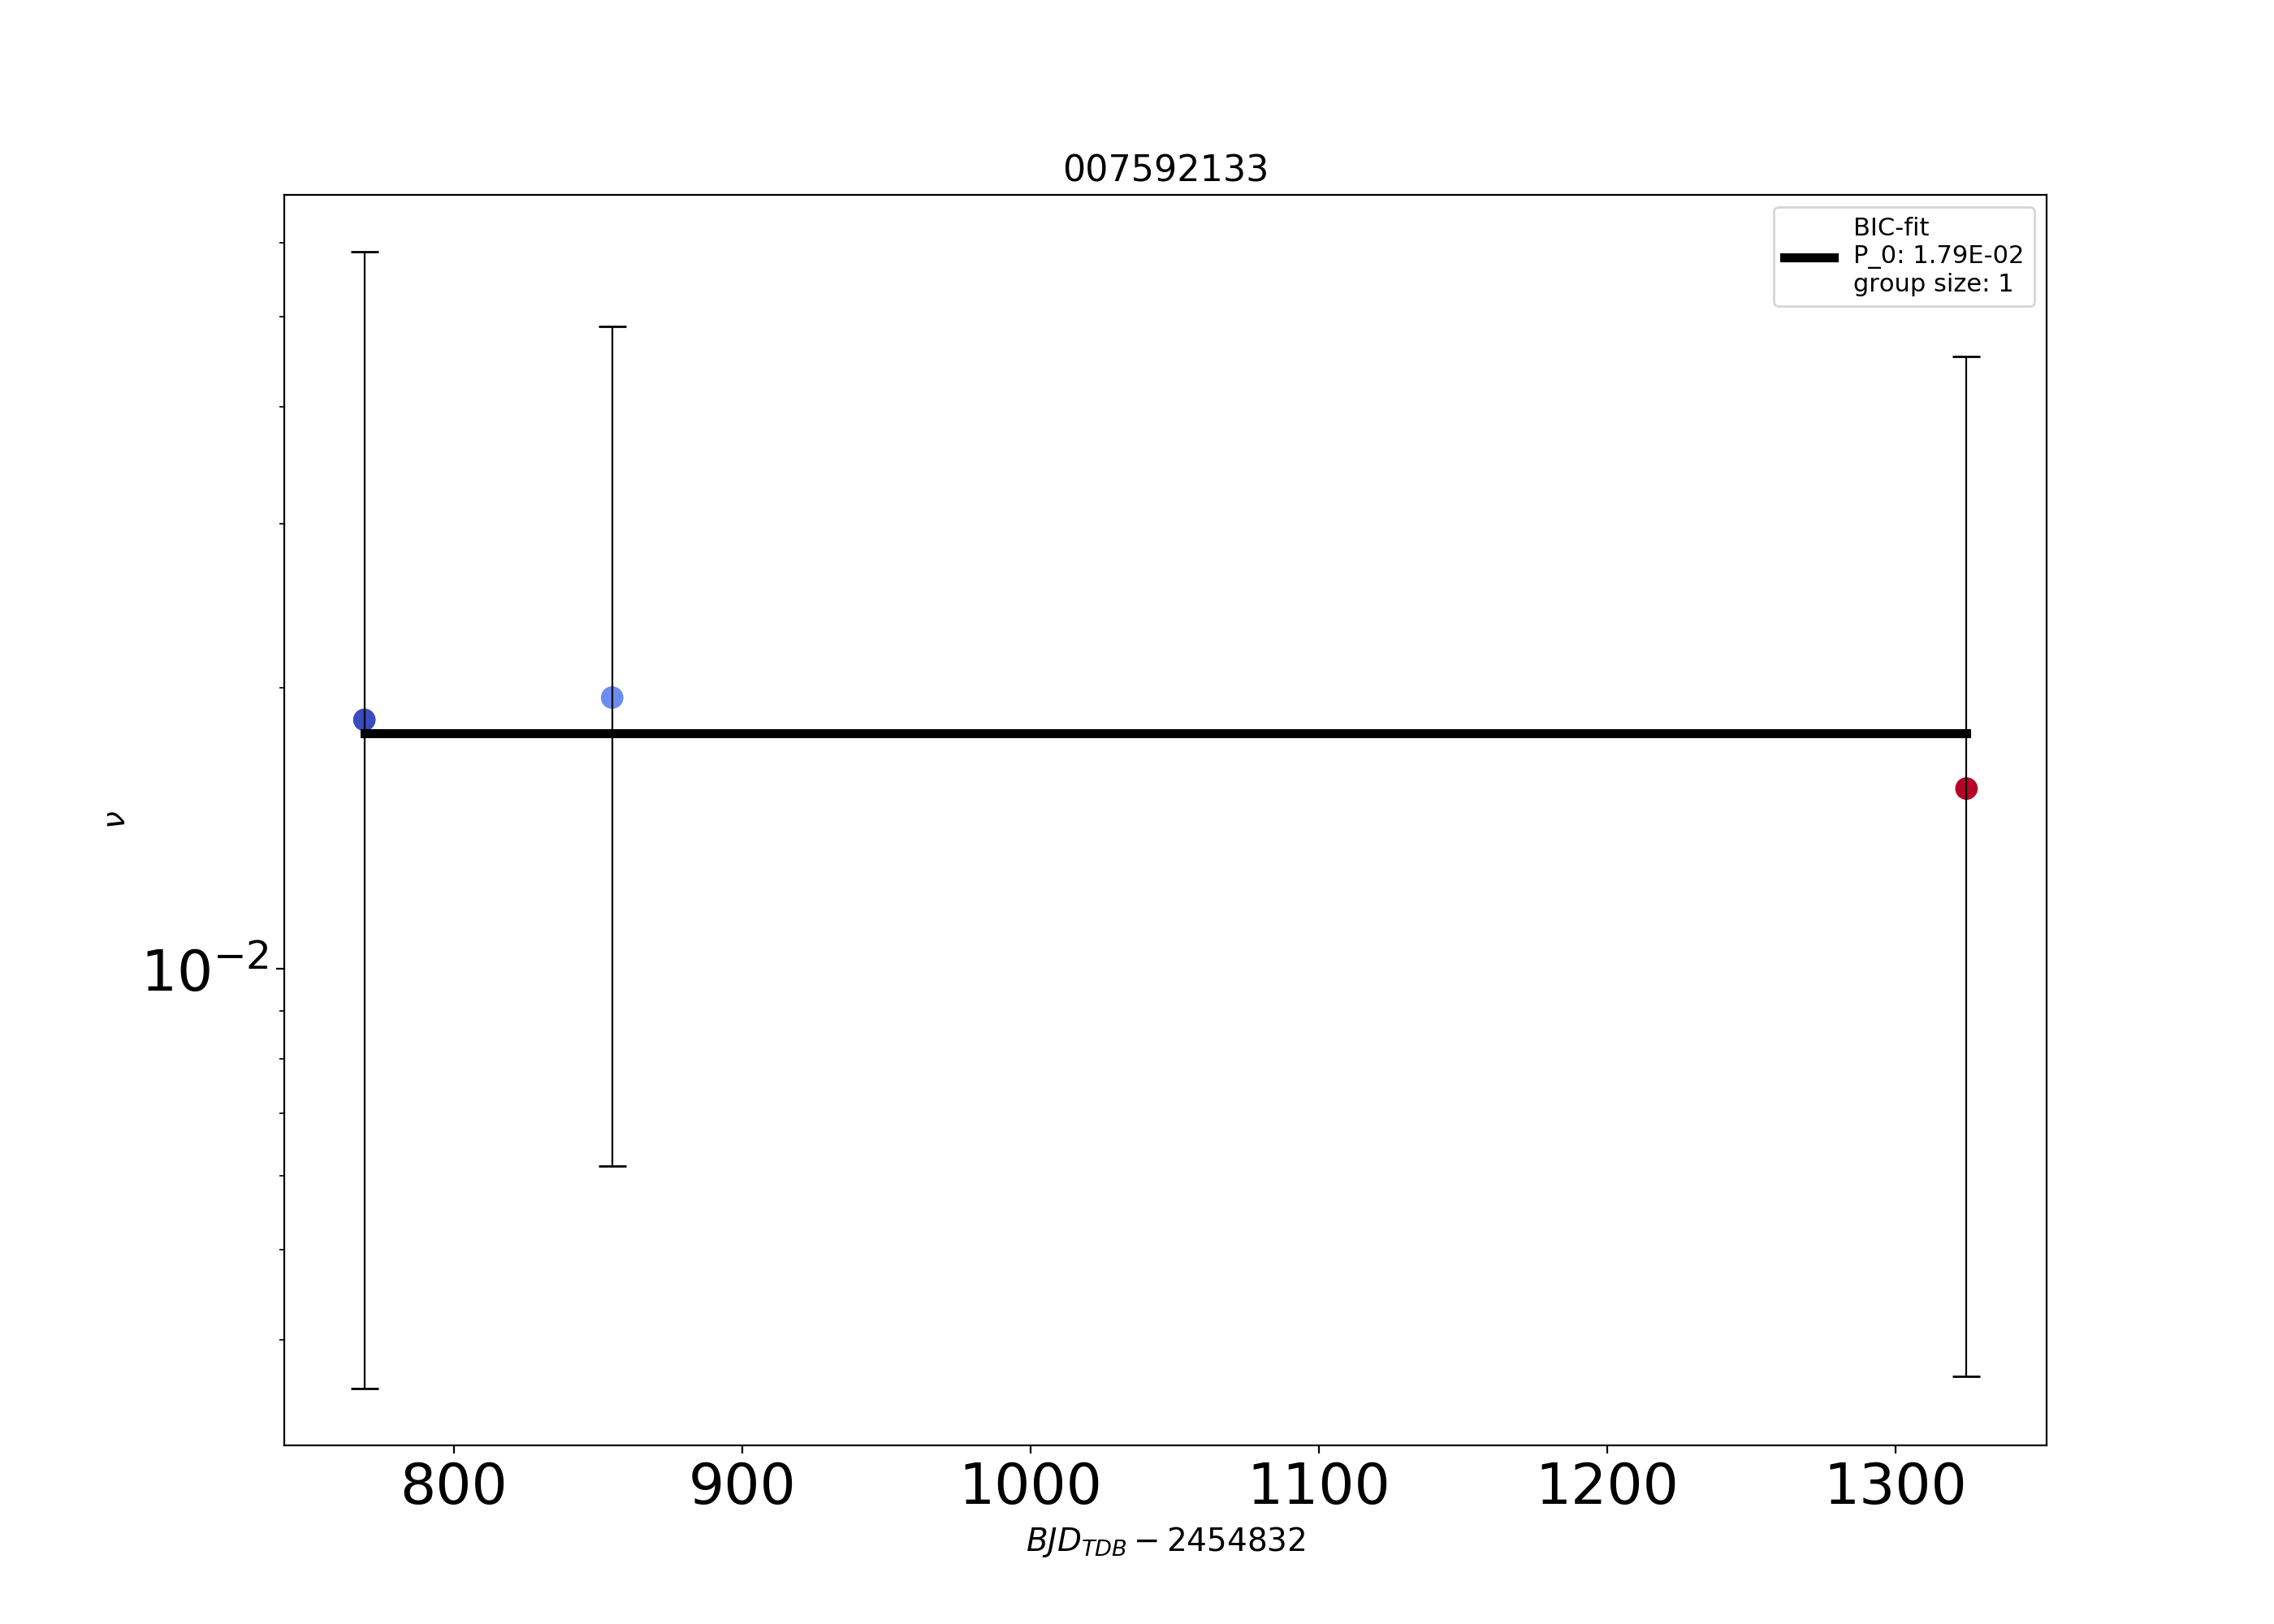 007592133
BIC-fit
P_0: 1.79E-02
group size: 1
ν
10⁻²
800 900 1000 1100 1200 1300
BJD_TDB − 2454832